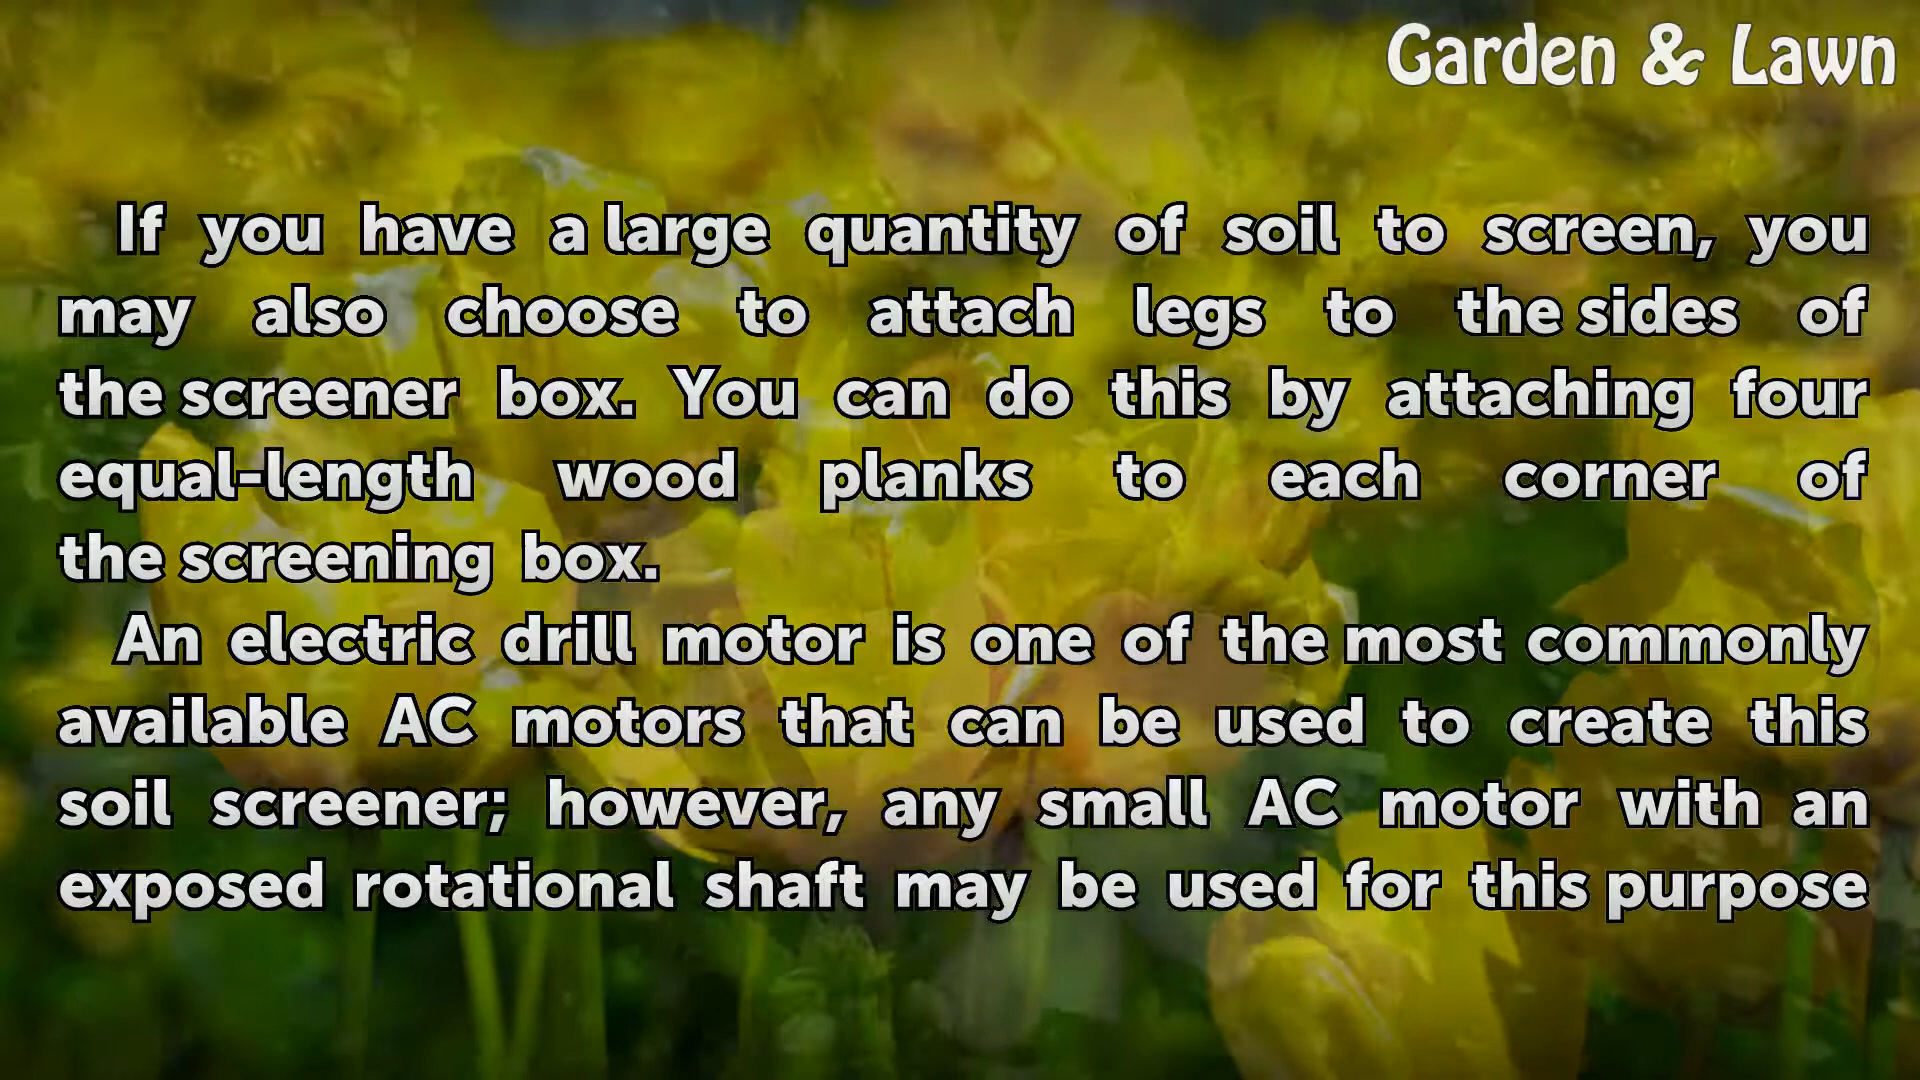 Garden & Lawn
If you have a large quantity of soil to screen, you
may also choose to attach legs to the sides of
the screener box. You can do this by attaching four
equal-length wood planks to each corner of
the screening box.
An electric drill motor is one of the most commonly
available AC motors that can be used to create this
soil screener; however, any small AC motor with an
exposed rotational shaft may be used for this purpose